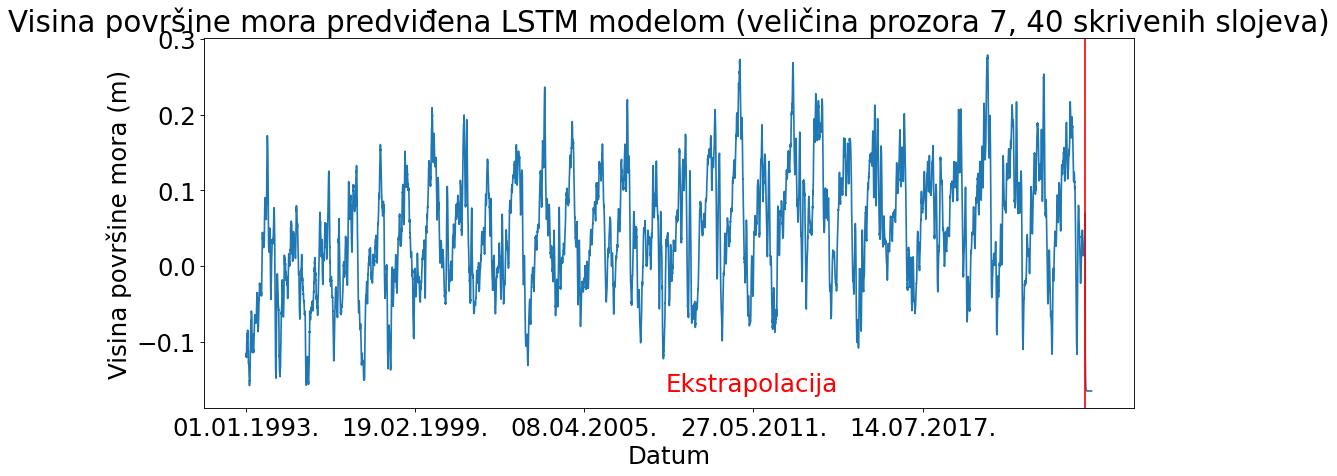 Visina površine mora predviđena LSTM modelom (veličina prozora 7, 40 skrivenih slojeva)
Visina površine mora (m)
0.3
0.2
0.1
0.0
−0.1
Ekstrapolacija
01.01.1993. 19.02.1999. 08.04.2005. 27.05.2011. 14.07.2017.
Datum